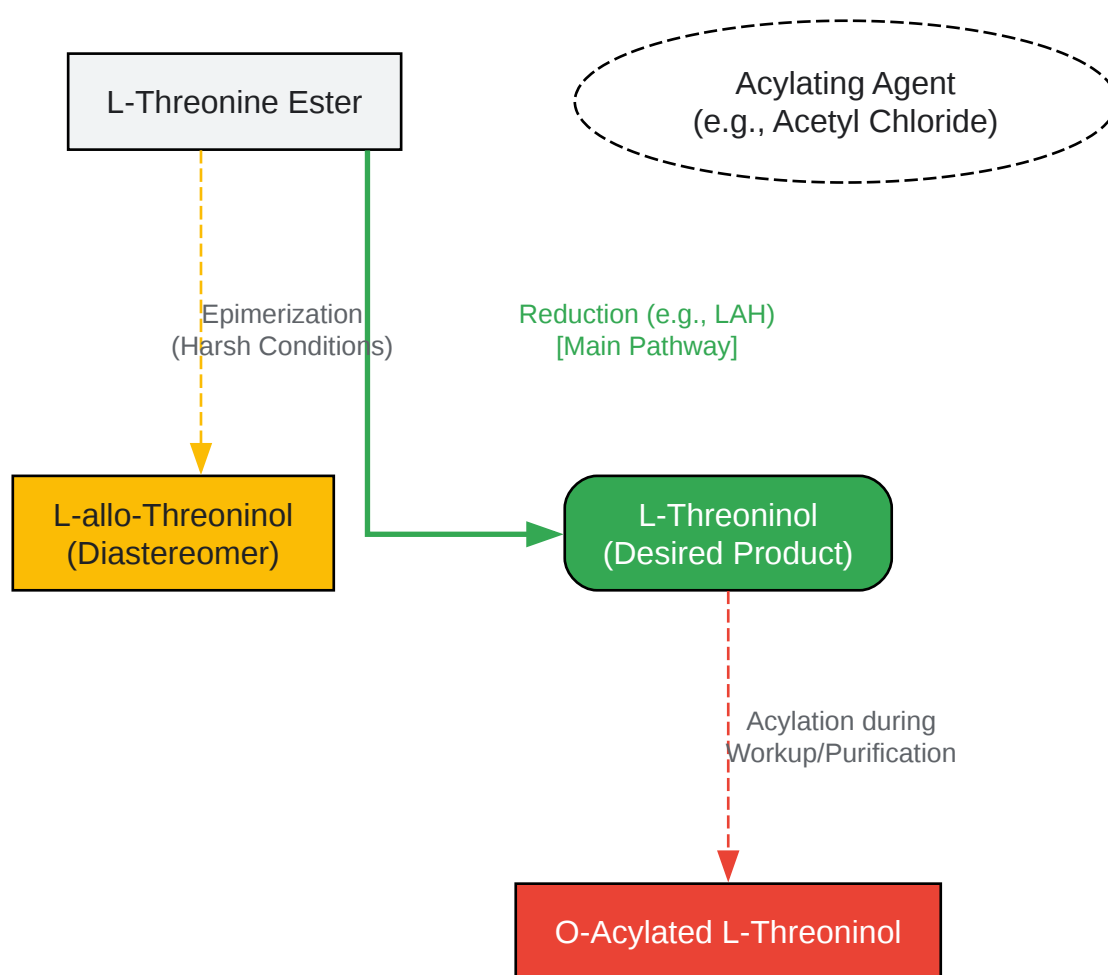 L-Threonine Ester
Acylating Agent
(e.g., Acetyl Chloride)
Epimerization
(Harsh Conditions)
Reduction (e.g., LAH)
[Main Pathway]
L-allo-Threoninol
(Diastereomer)
L-Threoninol
(Desired Product)
Acylation during
Workup/Purification
O-Acylated L-Threoninol